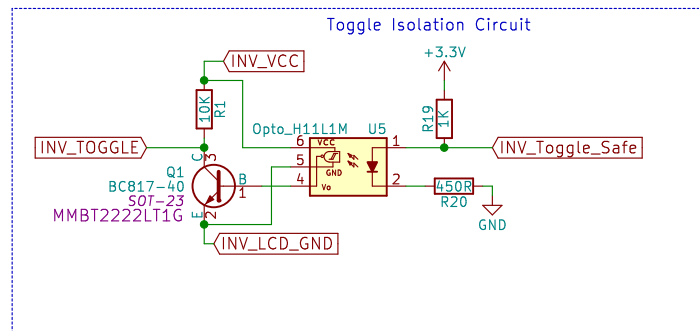 Toggle Isolation Circuit
INV_VCC
+3.3V
10K
R1
R19
1K
Opto_H11L1M
U5
INV_TOGGLE
6
VCC
1
INV_Toggle_Safe
5
GND
C
3
Q1
BC817-40
SOT-23
MMBT2222LT1G
B
1
4
Vo
2
450R
R20
GND
E
2
INV_LCD_GND